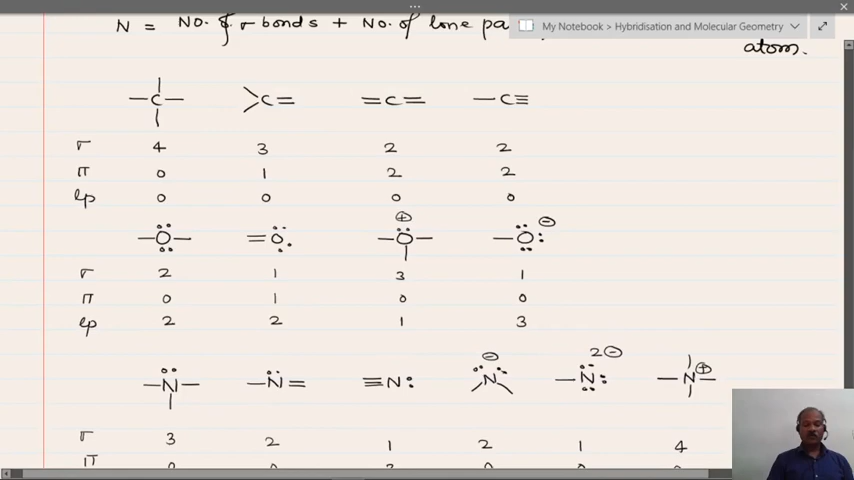 My Notebook > Hybridisation and Molecular Geometry
N = No. of σ bonds + No. of lone pa
atom.
–C– >C= =C= –C≡
σ 4 3 2 2
π 0 1 2 2
lp 0 0 0 0
–O– =O –O– ⊕ –O: ⊖
σ 2 1 3 1
π 0 1 0 0
lp 2 2 1 3
–N– –N= ≡N: N ⊖ –N: 2⊖ –N– ⊕
σ 3 2 1 2 1 4
π